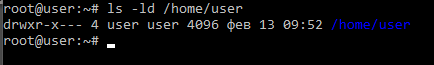 root@user:~# ls -ld /home/user
drwxr-x--- 4 user user 4096 фев 13 09:52 /home/user
root@user:~#